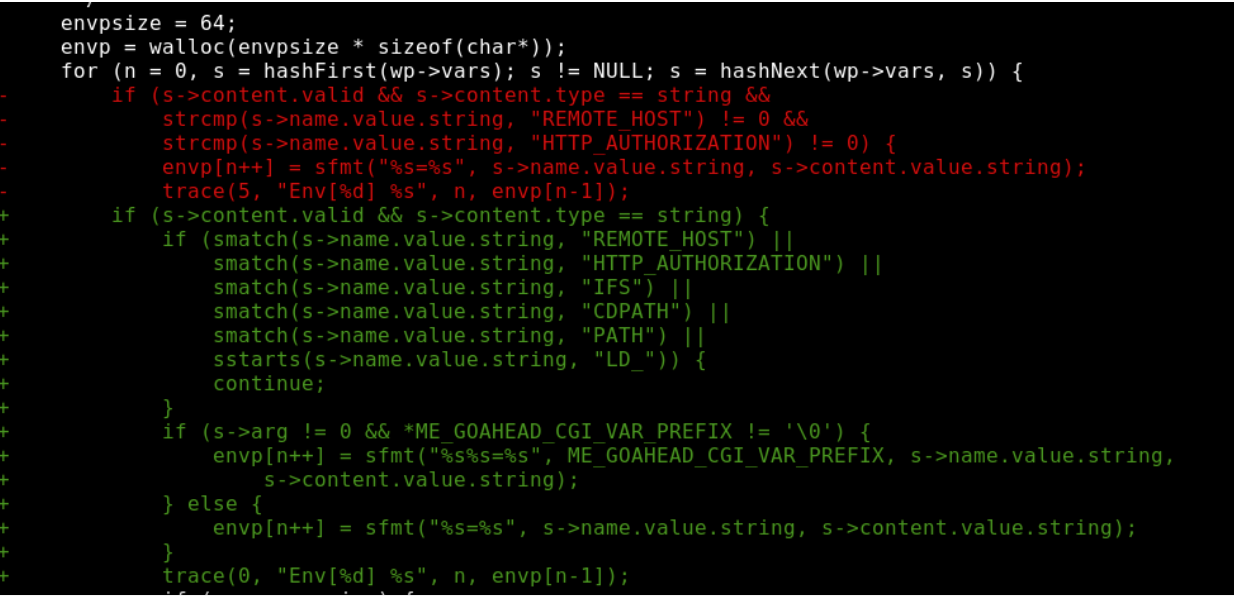 envpsize = 64;
envp = walloc(envpsize * sizeof(char*));
for (n = 0, s = hashFirst(wp->vars); s != NULL; s = hashNext(wp->vars, s)) {
- if (s->content.valid && s->content.type == string &&
- strcmp(s->name.value.string, "REMOTE_HOST") != 0 &&
- strcmp(s->name.value.string, "HTTP_AUTHORIZATION") != 0) {
- envp[n++] = sfmt("%s=%s", s->name.value.string, s->content.value.string);
- trace(5, "Env[%d] %s", n, envp[n-1]);
+ if (s->content.valid && s->content.type == string) {
+ if (smatch(s->name.value.string, "REMOTE_HOST") ||
+ smatch(s->name.value.string, "HTTP_AUTHORIZATION") ||
+ smatch(s->name.value.string, "IFS") ||
+ smatch(s->name.value.string, "CDPATH") ||
+ smatch(s->name.value.string, "PATH") ||
+ sstarts(s->name.value.string, "LD_")) {
+ continue;
+ }
+ if (s->arg != 0 && *ME_GOAHEAD_CGI_VAR_PREFIX != '\0') {
+ envp[n++] = sfmt("%s%s=%s", ME_GOAHEAD_CGI_VAR_PREFIX, s->name.value.string,
+ s->content.value.string);
+ } else {
+ envp[n++] = sfmt("%s=%s", s->name.value.string, s->content.value.string);
+ }
+ trace(0, "Env[%d] %s", n, envp[n-1]);